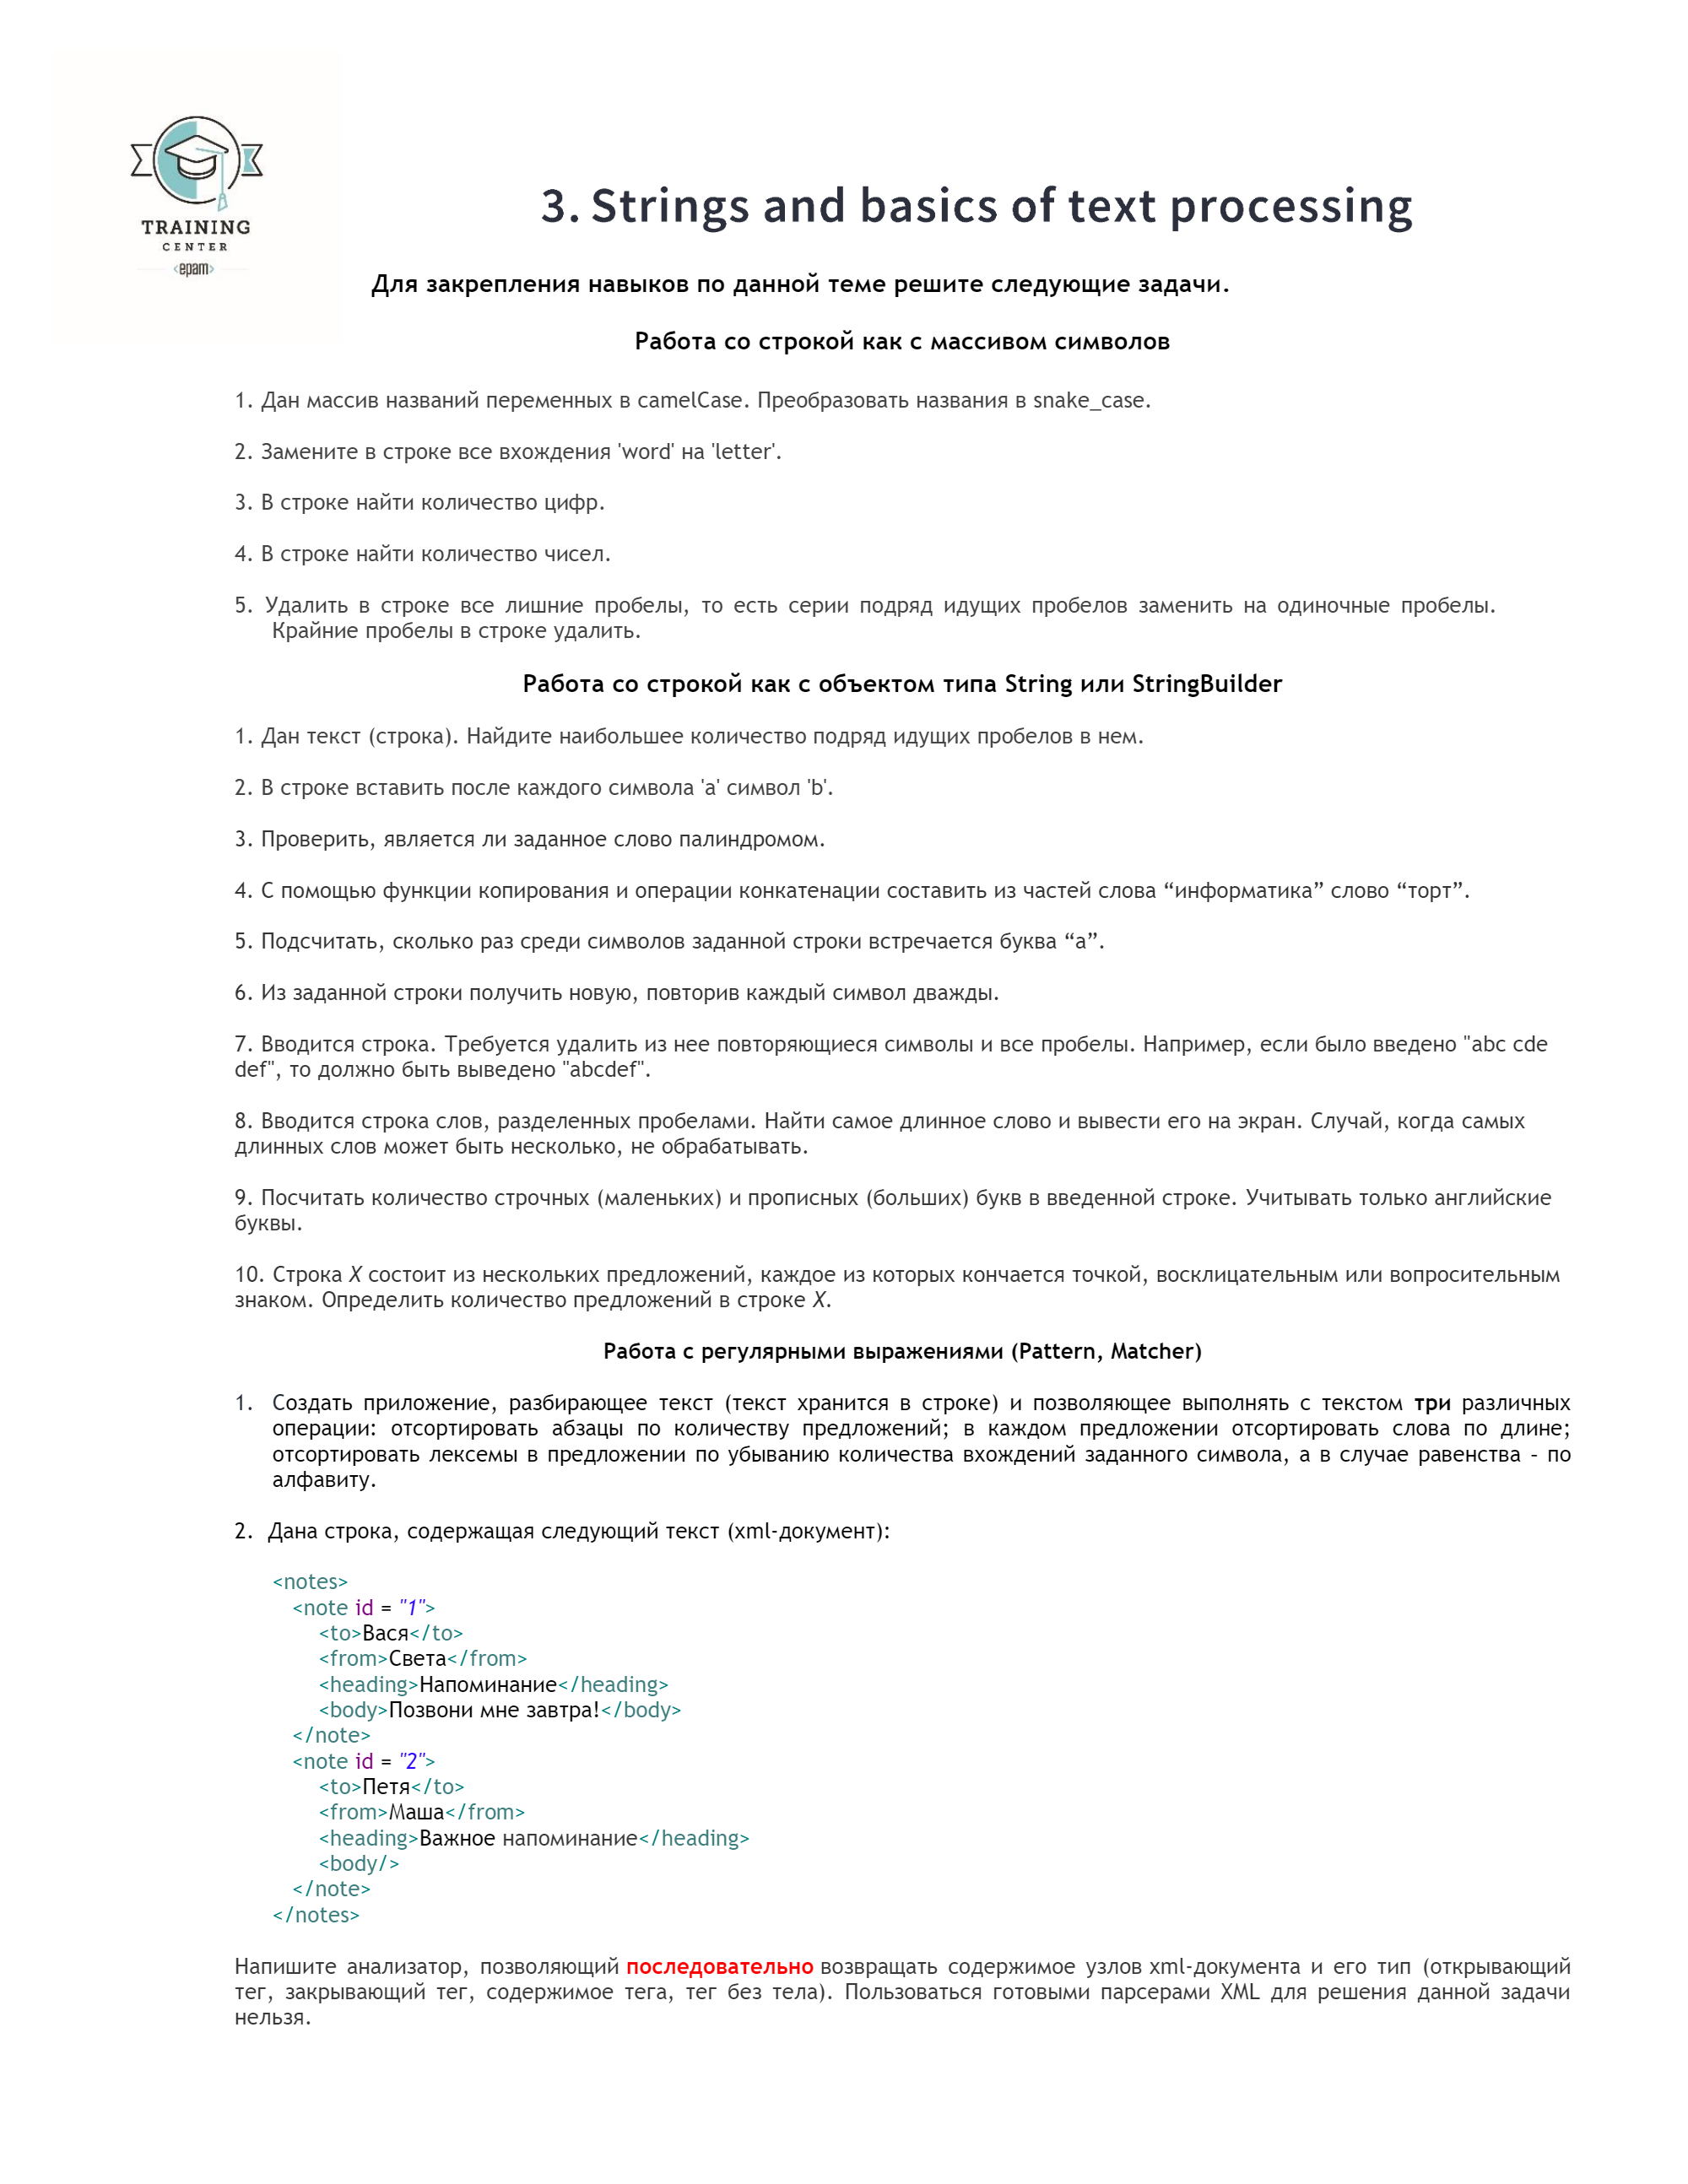 TRAINING
CENTER
<epam>
3. Strings and basics of text processing
Для закрепления навыков по данной теме решите следующие задачи.
Работа со строкой как с массивом символов
1. Дан массив названий переменных в camelCase. Преобразовать названия в snake_case.
2. Замените в строке все вхождения 'word' на 'letter'.
3. В строке найти количество цифр.
4. В строке найти количество чисел.
5. Удалить в строке все лишние пробелы, то есть серии подряд идущих пробелов заменить на одиночные пробелы.
Крайние пробелы в строке удалить.
Работа со строкой как с объектом типа String или StringBuilder
1. Дан текст (строка). Найдите наибольшее количество подряд идущих пробелов в нем.
2. В строке вставить после каждого символа 'a' символ 'b'.
3. Проверить, является ли заданное слово палиндромом.
4. С помощью функции копирования и операции конкатенации составить из частей слова “информатика” слово “торт”.
5. Подсчитать, сколько раз среди символов заданной строки встречается буква “а”.
6. Из заданной строки получить новую, повторив каждый символ дважды.
7. Вводится строка. Требуется удалить из нее повторяющиеся символы и все пробелы. Например, если было введено "abc cde
def", то должно быть выведено "abcdef".
8. Вводится строка слов, разделенных пробелами. Найти самое длинное слово и вывести его на экран. Случай, когда самых
длинных слов может быть несколько, не обрабатывать.
9. Посчитать количество строчных (маленьких) и прописных (больших) букв в введенной строке. Учитывать только английские
буквы.
10. Строка X состоит из нескольких предложений, каждое из которых кончается точкой, восклицательным или вопросительным
знаком. Определить количество предложений в строке X.
Работа с регулярными выражениями (Pattern, Matcher)
1. Создать приложение, разбирающее текст (текст хранится в строке) и позволяющее выполнять с текстом три различных
операции: отсортировать абзацы по количеству предложений; в каждом предложении отсортировать слова по длине;
отсортировать лексемы в предложении по убыванию количества вхождений заданного символа, а в случае равенства – по
алфавиту.
2. Дана строка, содержащая следующий текст (xml-документ):
<notes>
<note id = "1">
<to>Вася</to>
<from>Света</from>
<heading>Напоминание</heading>
<body>Позвони мне завтра!</body>
</note>
<note id = "2">
<to>Петя</to>
<from>Маша</from>
<heading>Важное напоминание</heading>
<body/>
</note>
</notes>
Напишите анализатор, позволяющий последовательно возвращать содержимое узлов xml-документа и его тип (открывающий
тег, закрывающий тег, содержимое тега, тег без тела). Пользоваться готовыми парсерами XML для решения данной задачи
нельзя.